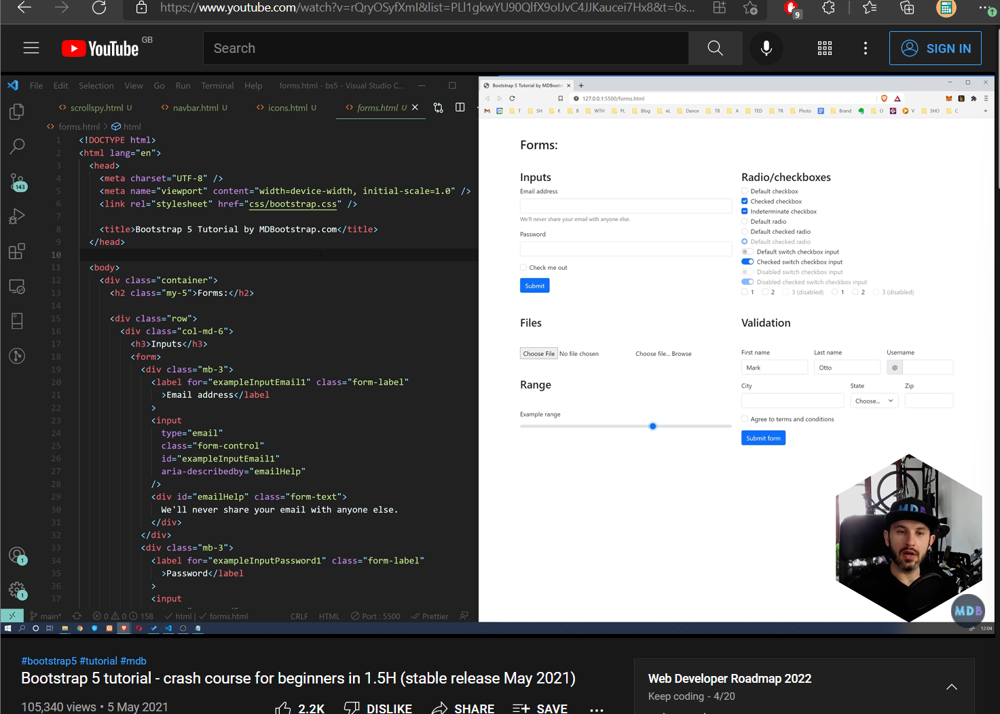 https://www.youtube.com/watch?v=rQryOSyfXmI&list=PLl1gkwYU90QlfX9oIJvC4JJKaucei7Hx8&t=0s...
9
YouTube GB
Search
SIGN IN
File Edit Selection View Go Run Terminal Help forms.html - bs5 - Visual Studio C...
scrollspy.html U navbar.html U icons.html U forms.html U
forms.html > html
1 <!DOCTYPE html>
2 <html lang="en">
3 <head>
4 <meta charset="UTF-8" />
5 <meta name="viewport" content="width=device-width, initial-scale=1.0" />
6 <link rel="stylesheet" href="css/bootstrap.css" />
7
8 <title>Bootstrap 5 Tutorial by MDBootstrap.com</title>
9 </head>
10
11 <body>
12 <div class="container">
13 <h2 class="my-5">Forms:</h2>
14
15 <div class="row">
16 <div class="col-md-6">
17 <h3>Inputs</h3>
18 <form>
19 <div class="mb-3">
20 <label for="exampleInputEmail1" class="form-label"
21 >Email address</label
22 >
23 <input
24 type="email"
25 class="form-control"
26 id="exampleInputEmail1"
27 aria-describedby="emailHelp"
28 />
29 <div id="emailHelp" class="form-text">
30 We'll never share your email with anyone else.
31 </div>
32 </div>
33 <div class="mb-3">
34 <label for="exampleInputPassword1" class="form-label"
35 >Password</label
36 >
37 <input
143
1
1
main* 0 0 158 html forms.html CRLF HTML Port : 5500 Prettier
Bootstrap 5 Tutorial by MDBoots
127.0.0.1:5500/forms.html
T SH € B WTH PL Blog eL Dance TB A TED TR Photo Brand O V SHO C »
Forms:
Inputs
Email address
We'll never share your email with anyone else.
Password
Check me out
Submit
Radio/checkboxes
Default checkbox
Checked checkbox
Indeterminate checkbox
Default radio
Default checked radio
Default checked radio
Default switch checkbox input
Checked switch checkbox input
Disabled switch checkbox input
Disabled checked switch checkbox input
1 2 3 (disabled) 1 2 3 (disabled)
Files
Choose File No file chosen Choose file... Browse
Range
Example range
Validation
First name Last name Username
Mark Otto @
City State Zip
Choose...
Agree to terms and conditions
Submit form
MDB
MDB
12:04
#bootstrap5 #tutorial #mdb
Bootstrap 5 tutorial - crash course for beginners in 1.5H (stable release May 2021)
105,340 views • 5 May 2021
2.2K DISLIKE SHARE SAVE ...
Web Developer Roadmap 2022
Keep coding - 4/20